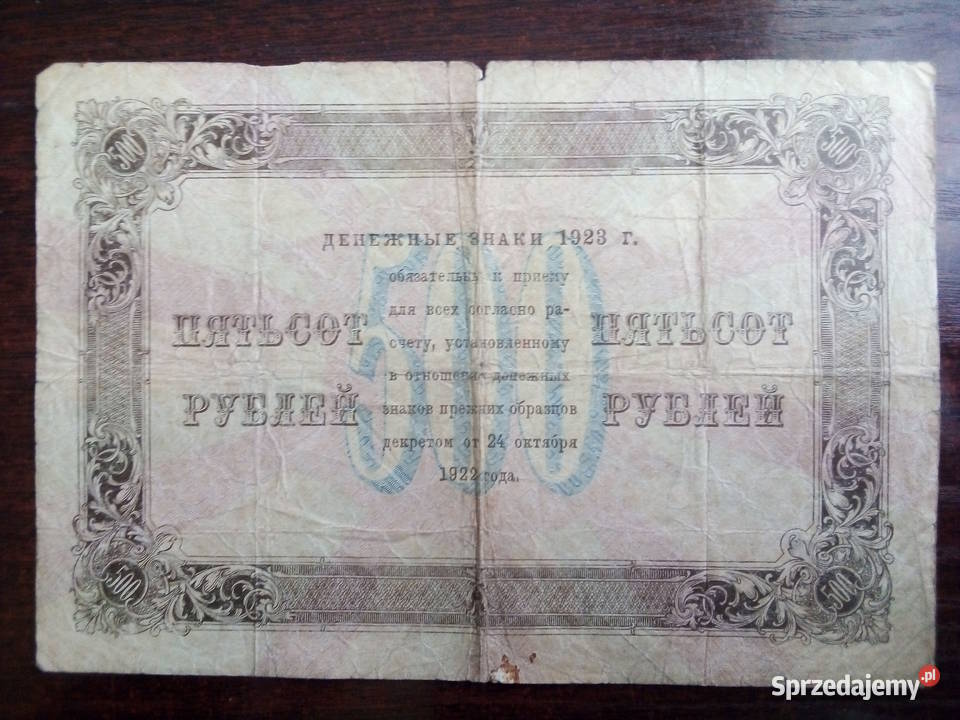 500 500
ДЕНЕЖНЫЕ ЗНАКИ 1923 г.
обязательны к приему
для всех согласно ра-
счету, установленному
в отношении денежных
знаков прежних образцов
декретом от 24 октября
1922 года.
ПЯТЬСОТ
РУБЛЕЙ
500
ПЯТЬСОТ
РУБЛЕЙ
500 500
Sprzedajemy.pl